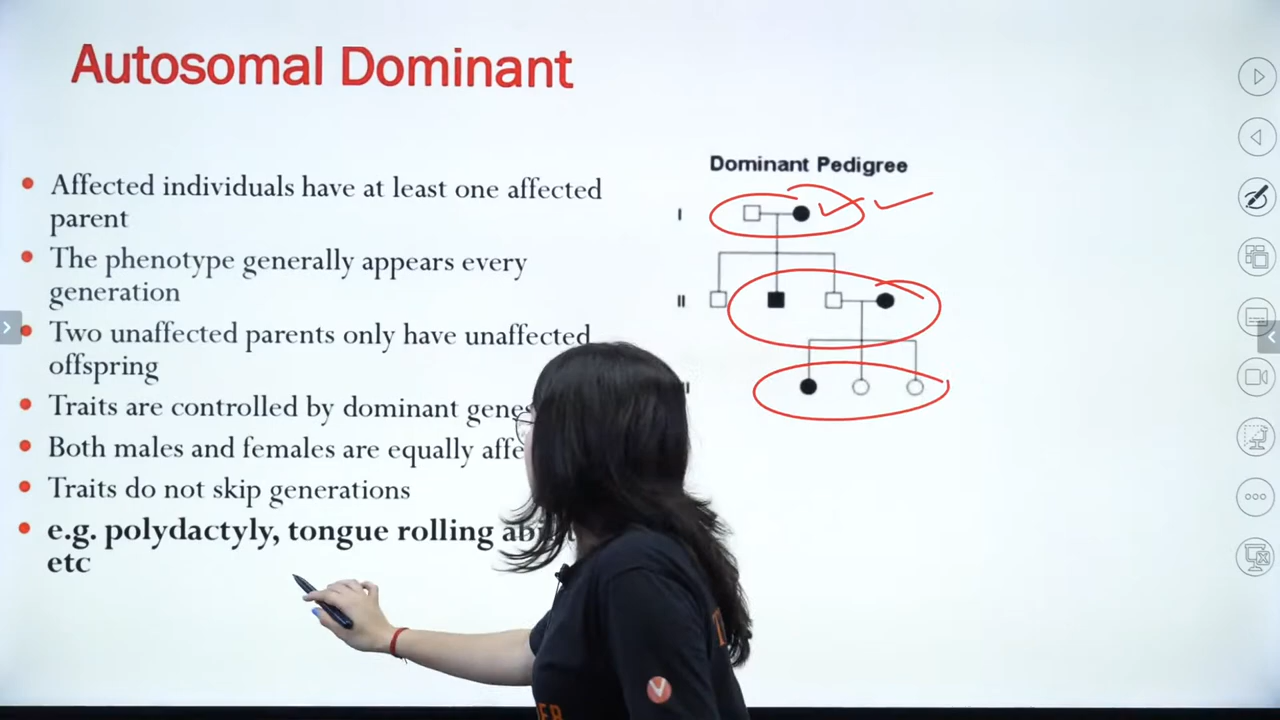 Autosomal Dominant
Dominant Pedigree
• Affected individuals have at least one affected
parent
• The phenotype generally appears every
generation
• Two unaffected parents only have unaffected
offspring
• Traits are controlled by dominant genes
• Both males and females are equally affe
• Traits do not skip generations
• e.g. polydactyly, tongue rolling
etc
I
II
V